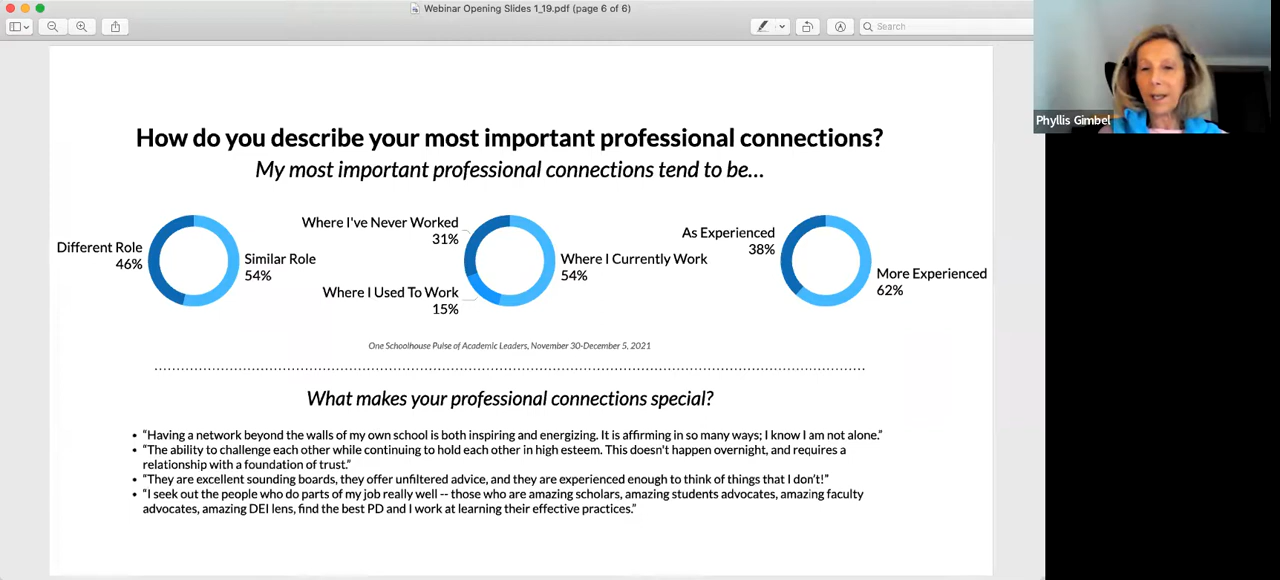 Webinar Opening Slides 1_19.pdf (page 6 of 6)
Search
Phyllis Gimbel
How do you describe your most important professional connections?
My most important professional connections tend to be...
Different Role
46%
Similar Role
54%
Where I've Never Worked
31%
Where I Used To Work
15%
Where I Currently Work
54%
As Experienced
38%
More Experienced
62%
One Schoolhouse Pulse of Academic Leaders, November 30-December 5, 2021
What makes your professional connections special?
• “Having a network beyond the walls of my own school is both inspiring and energizing. It is affirming in so many ways; I know I am not alone.”
• “The ability to challenge each other while continuing to hold each other in high esteem. This doesn't happen overnight, and requires a
relationship with a foundation of trust.”
• “They are excellent sounding boards, they offer unfiltered advice, and they are experienced enough to think of things that I don’t!”
• “I seek out the people who do parts of my job really well -- those who are amazing scholars, amazing students advocates, amazing faculty
advocates, amazing DEI lens, find the best PD and I work at learning their effective practices.”